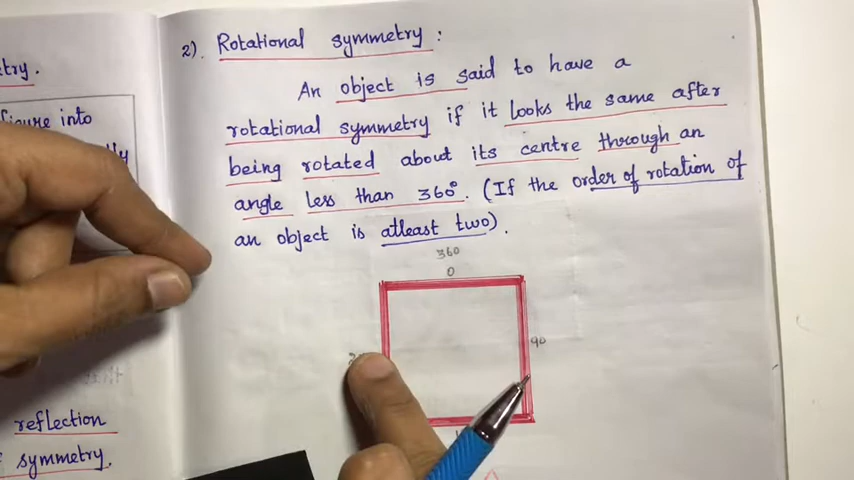 2). Rotational symmetry :
An object is said to have a
rotational symmetry if it looks the same after
being rotated about its centre through an
angle less than 360°. (If the order of rotation of
an object is atleast two).
360
0
90
try.
figure into
reflection
symmetry.